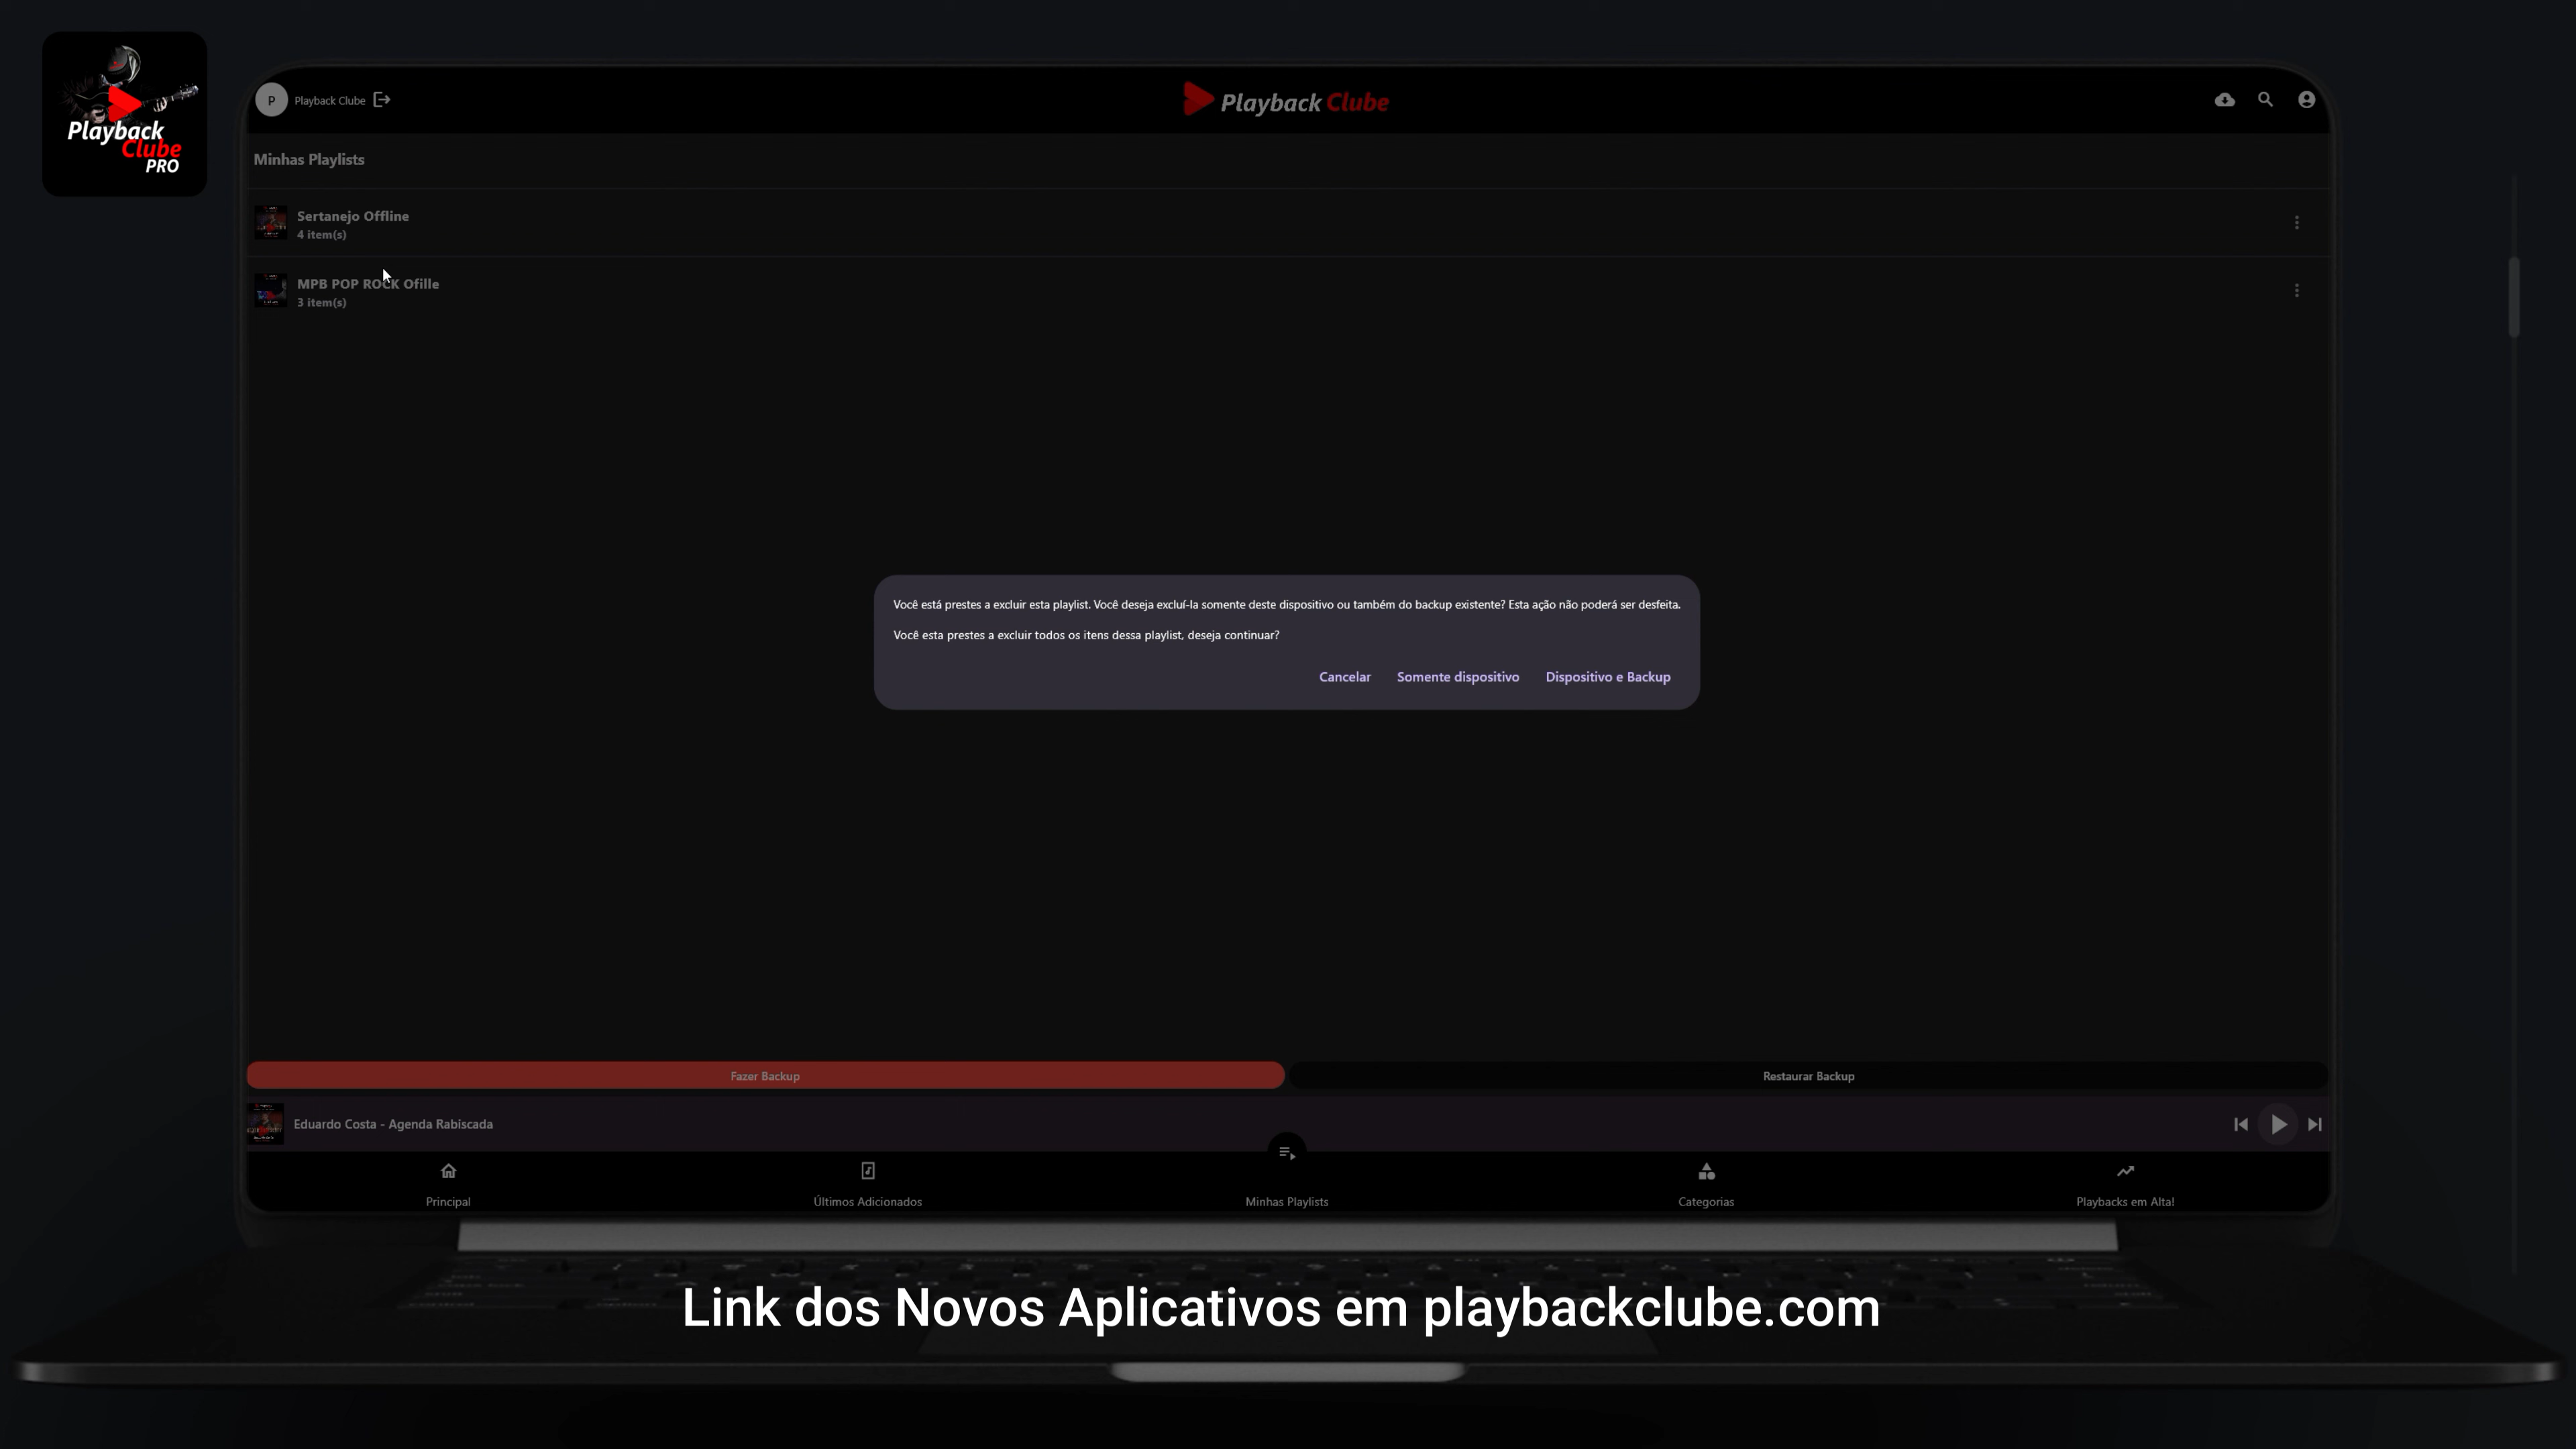 Playback
Clube
PRO
P
Playback Clube
Playback Clube
Minhas Playlists
Sertanejo Offline
4 item(s)
MPB POP ROCK Ofille
3 item(s)
Você está prestes a excluir esta playlist. Você deseja excluí-la somente deste dispositivo ou também do backup existente? Esta ação não poderá ser desfeita.
Você esta prestes a excluir todos os itens dessa playlist, deseja continuar?
Cancelar
Somente dispositivo
Dispositivo e Backup
Fazer Backup
Restaurar Backup
Eduardo Costa - Agenda Rabiscada
Principal
Últimos Adicionados
Minhas Playlists
Categorias
Playbacks em Alta!
Link dos Novos Aplicativos em playbackclube.com